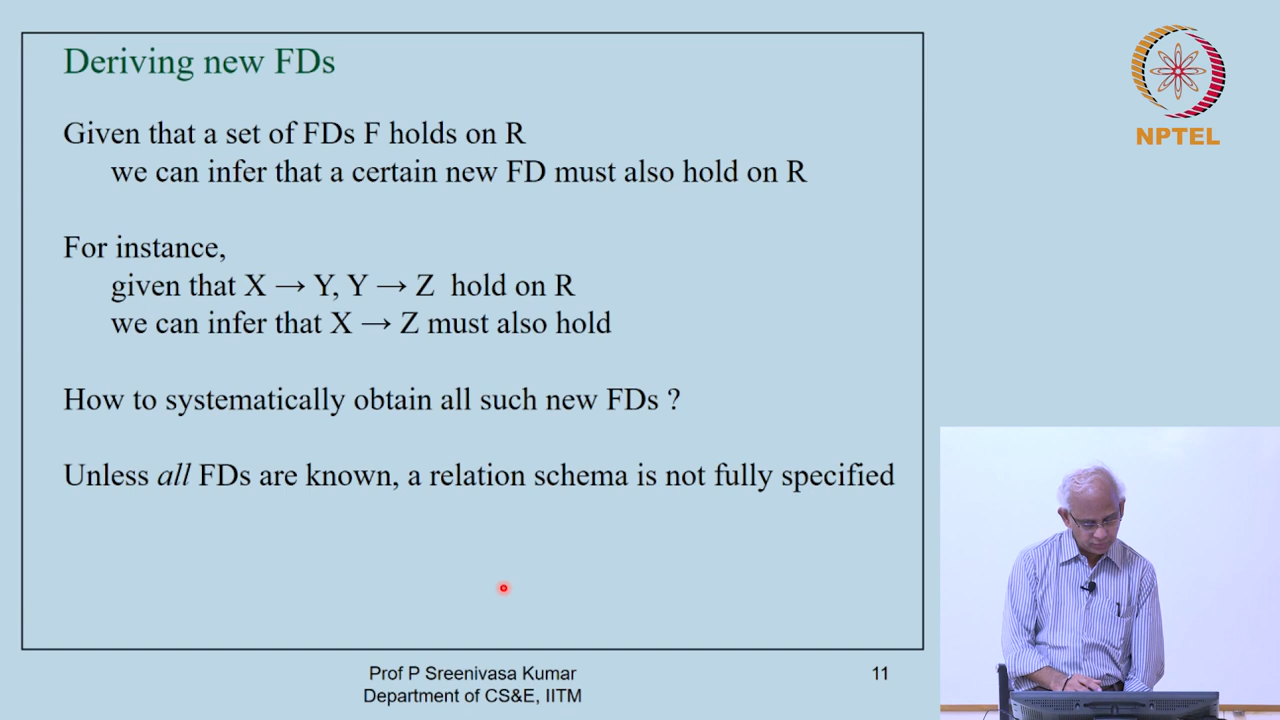 Deriving new FDs
Given that a set of FDs F holds on R
we can infer that a certain new FD must also hold on R
For instance,
given that X → Y, Y → Z hold on R
we can infer that X → Z must also hold
How to systematically obtain all such new FDs ?
Unless all FDs are known, a relation schema is not fully specified
Prof P Sreenivasa Kumar
Department of CS&E, IITM
11
NPTEL